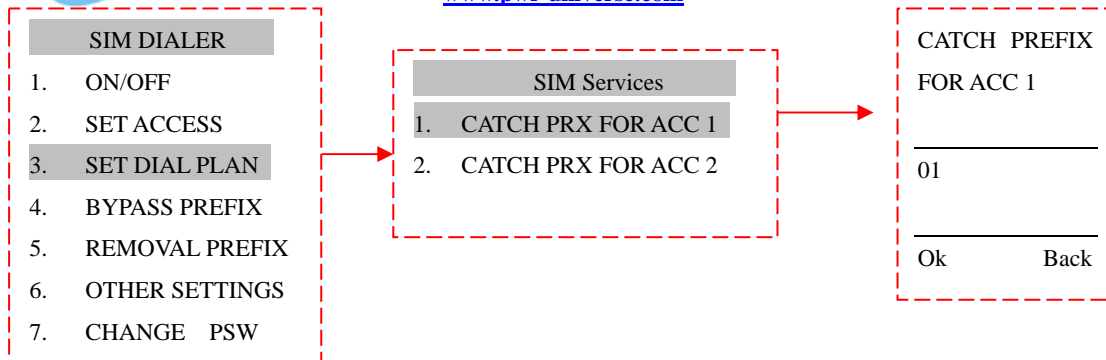 SIM DIALER
1. ON/OFF
2. SET ACCESS
3. SET DIAL PLAN
4. BYPASS PREFIX
5. REMOVAL PREFIX
6. OTHER SETTINGS
7. CHANGE PSW
SIM Services
1. CATCH PRX FOR ACC 1
2. CATCH PRX FOR ACC 2
CATCH PREFIX
FOR ACC 1
01
Ok Back